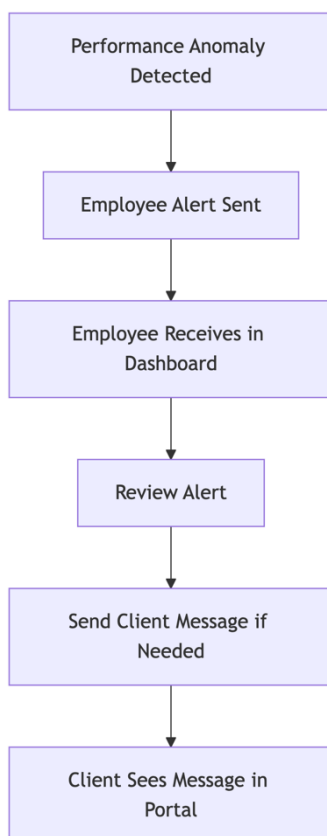 Performance Anomaly
Detected
Employee Alert Sent
Employee Receives in
Dashboard
Review Alert
Send Client Message if
Needed
Client Sees Message in
Portal